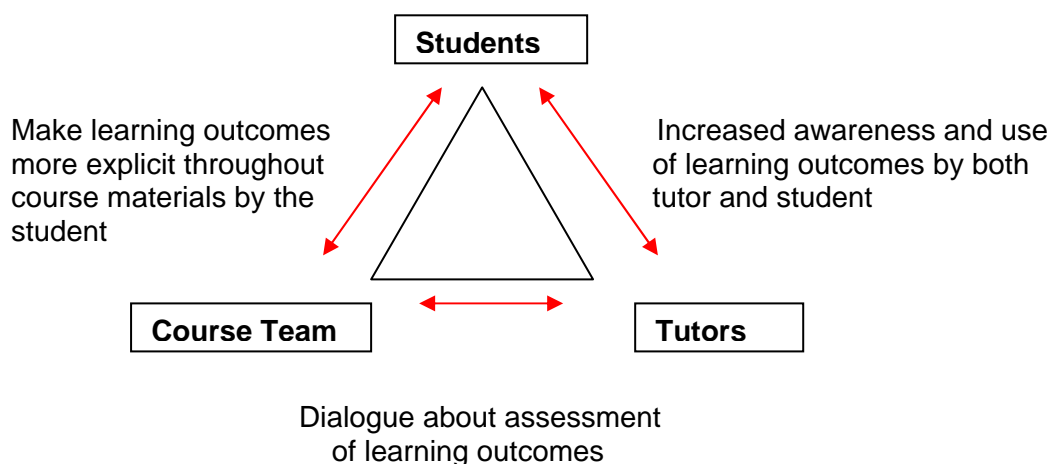 Students
Make learning outcomes
more explicit throughout
course materials by the
student
Increased awareness and use
of learning outcomes by both
tutor and student
Course Team
Tutors
Dialogue about assessment
of learning outcomes